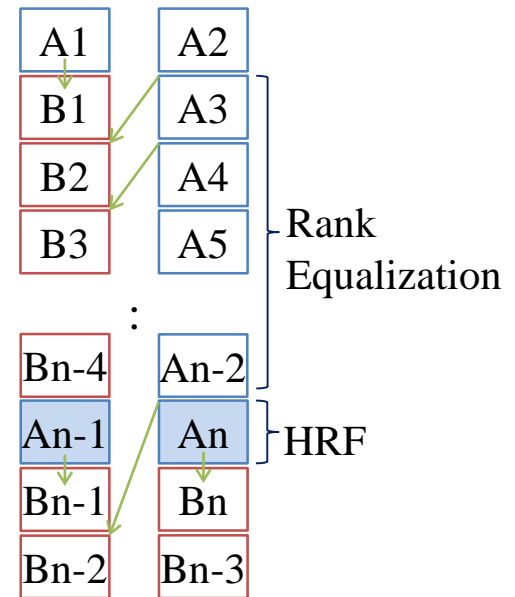 A1 A2
B1 A3
B2 A4
B3 A5
Rank
Equalization
:
Bn-4 An-2
An-1 An HRF
Bn-1 Bn
Bn-2 Bn-3